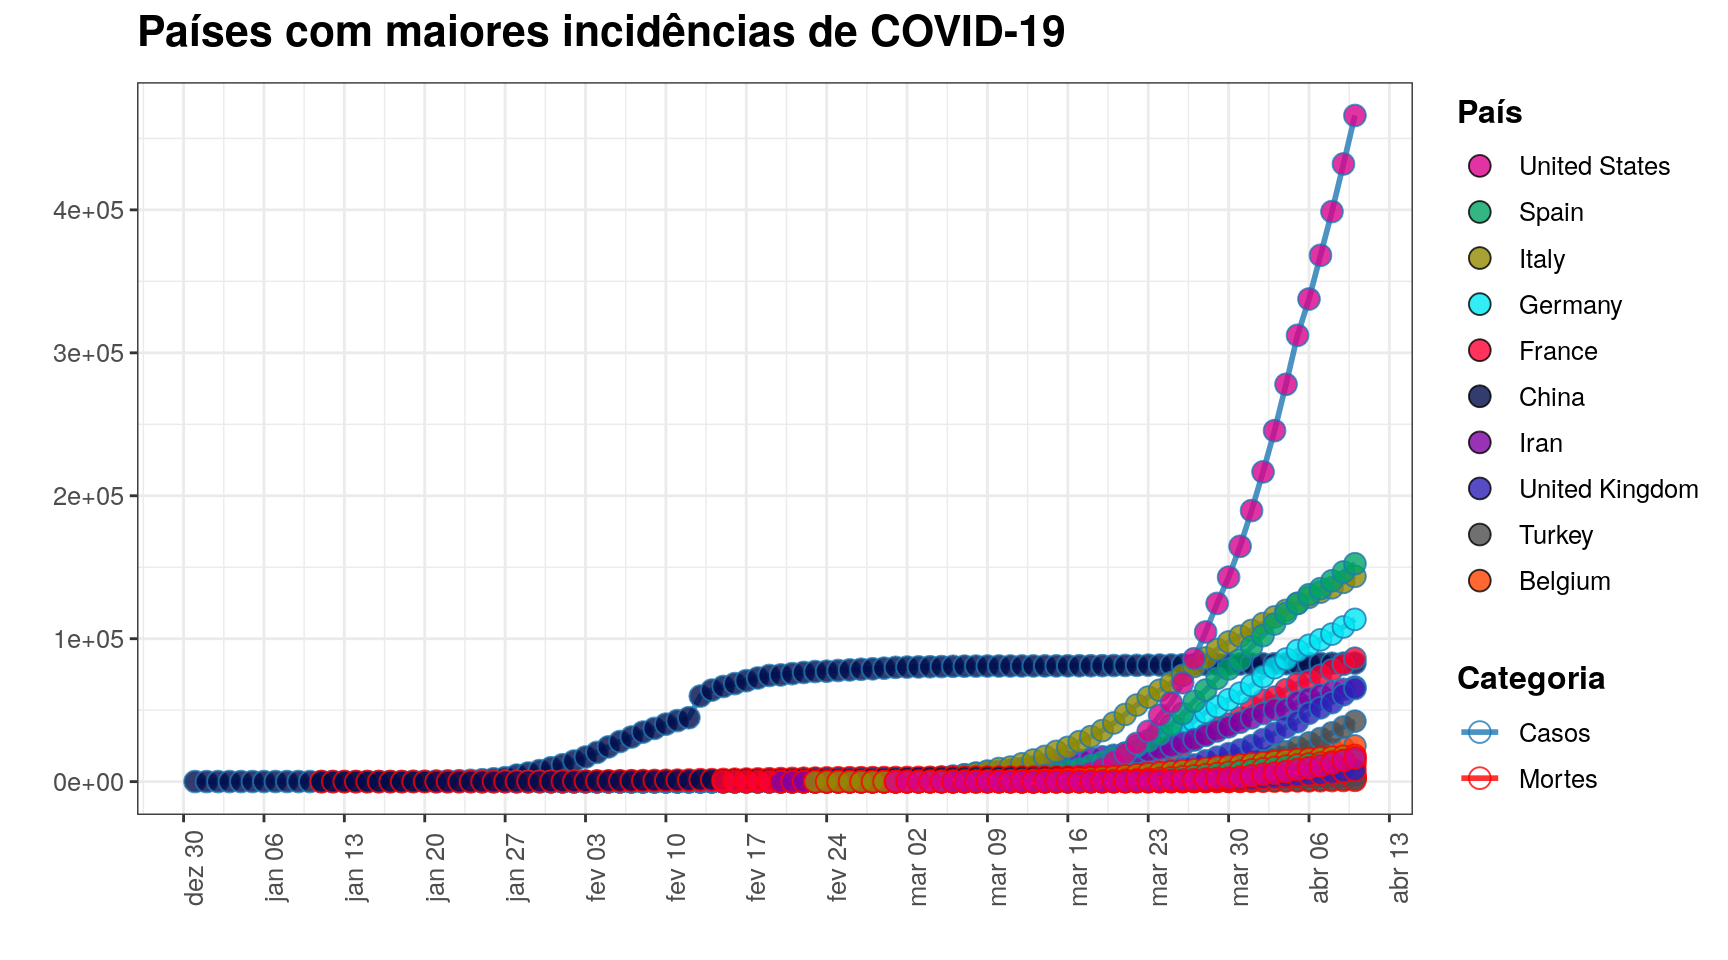 Países com maiores incidências de COVID-19
4e+05
3e+05
2e+05
1e+05
0e+00
dez 30
jan 06
jan 13
jan 20
jan 27
fev 03
fev 10
fev 17
fev 24
mar 02
mar 09
mar 16
mar 23
mar 30
abr 06
abr 13
País
United States
Spain
Italy
Germany
France
China
Iran
United Kingdom
Turkey
Belgium
Categoria
Casos
Mortes